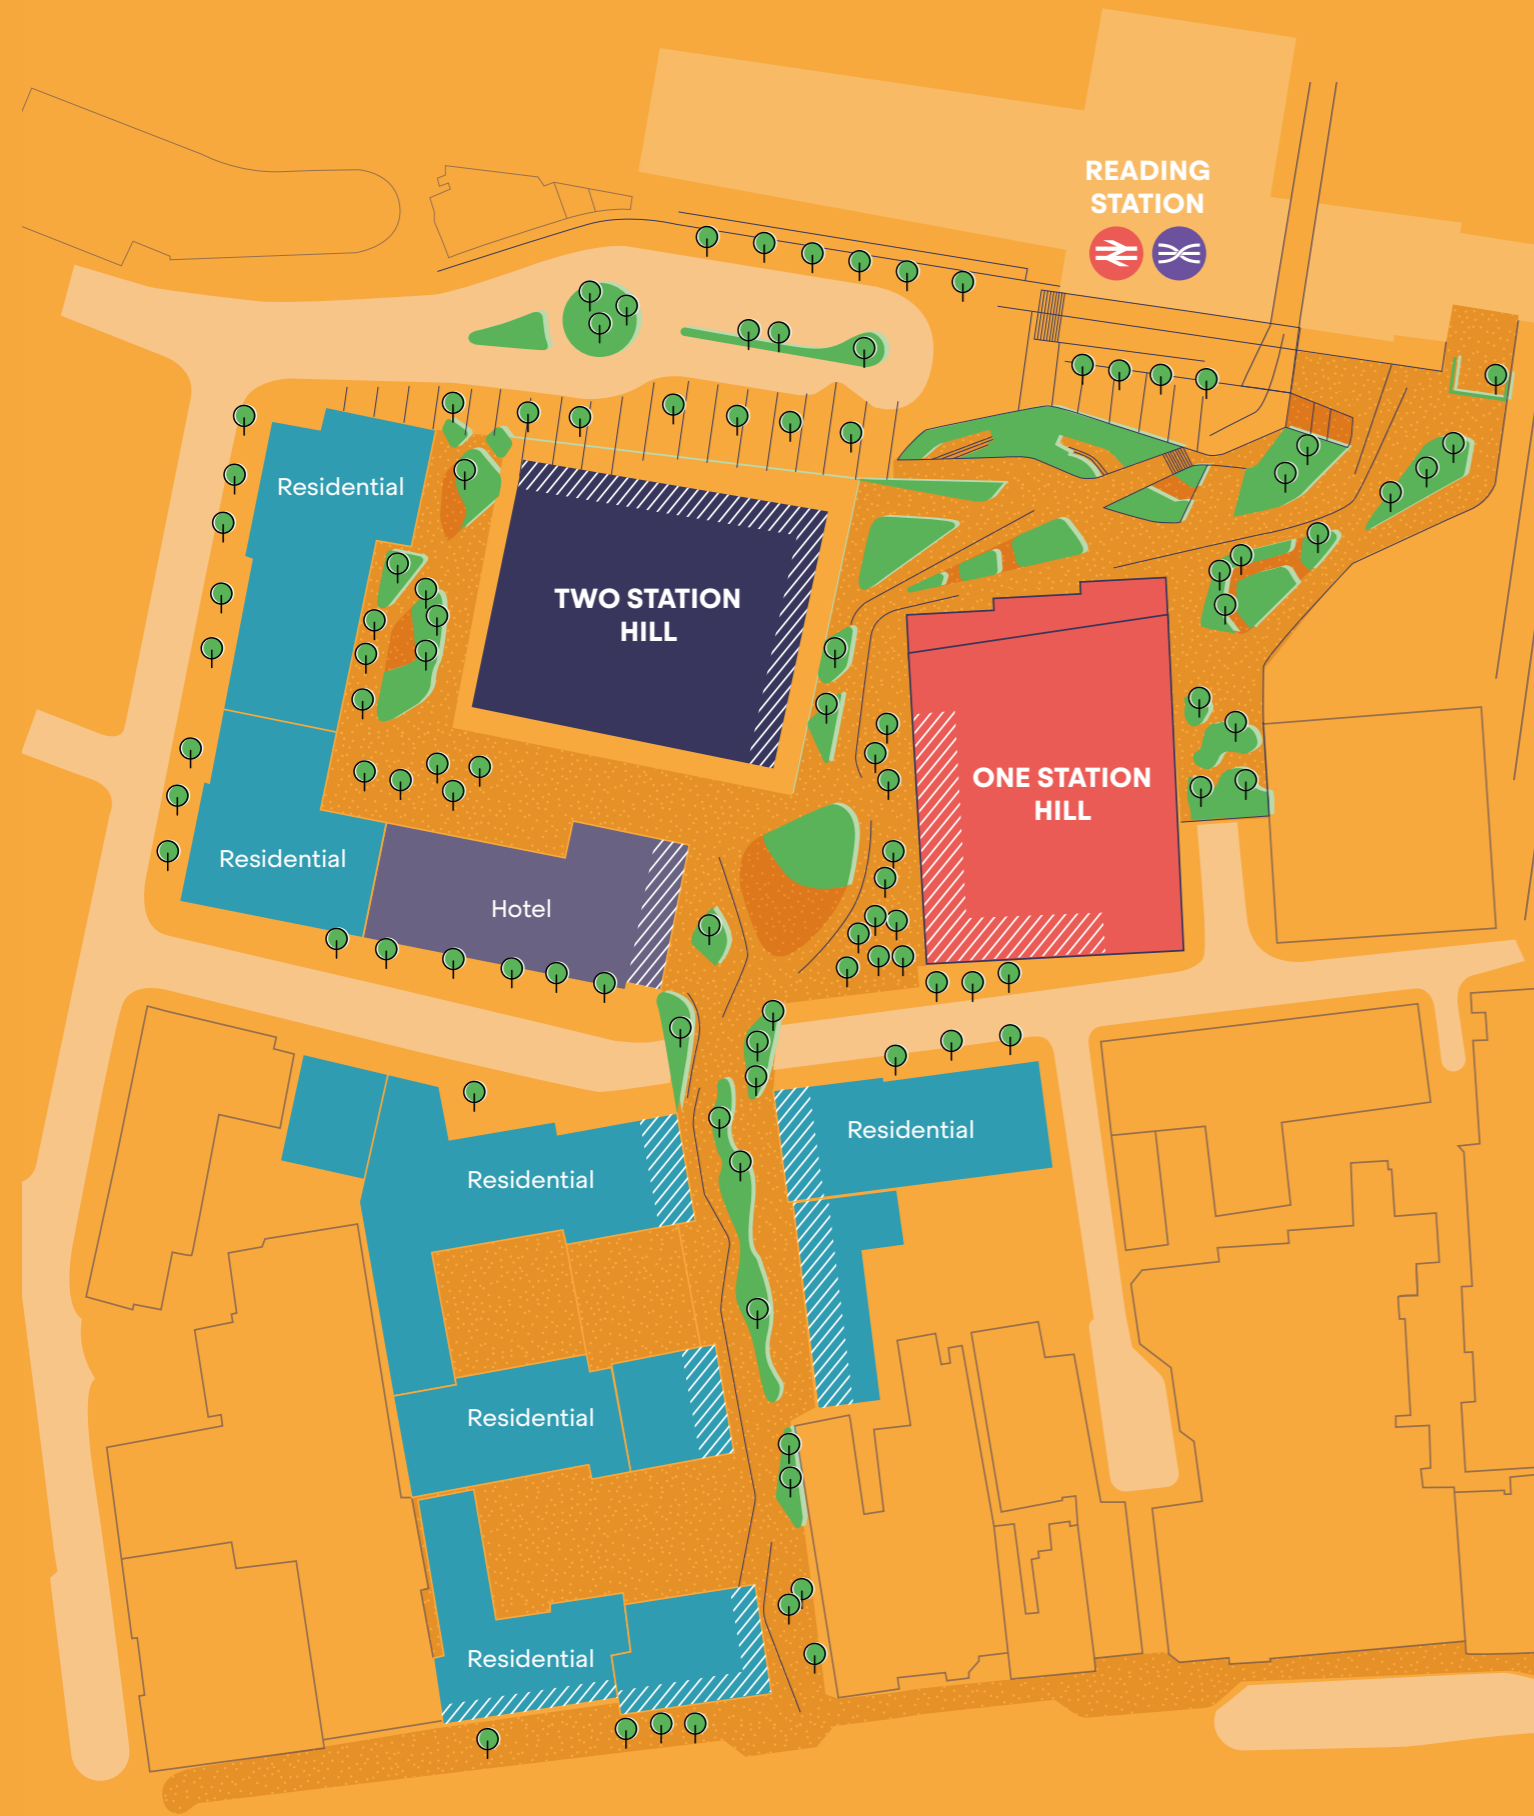 READING
STATION
Residential
TWO STATION
HILL
ONE STATION
HILL
Residential
Hotel
Residential
Residential
Residential
Residential